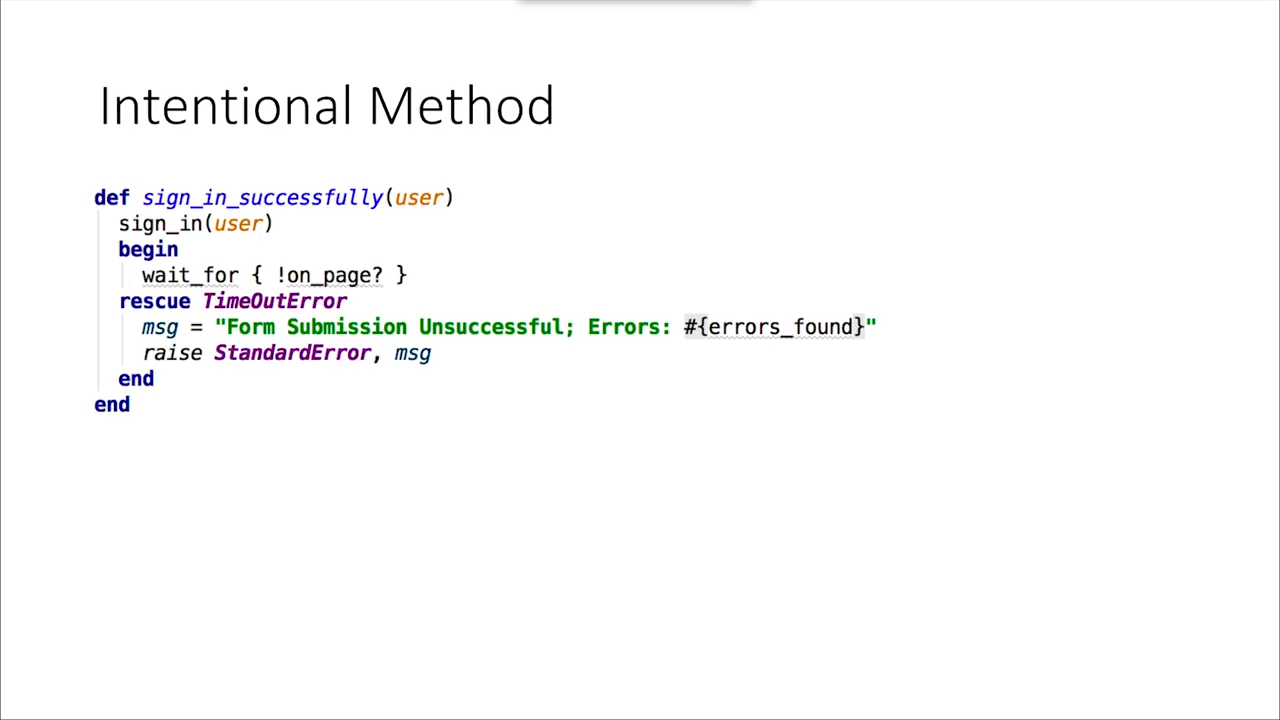 Intentional Method
def sign_in_successfully(user)
sign_in(user)
begin
wait_for { !on_page? }
rescue TimeOutError
msg = "Form Submission Unsuccessful; Errors: #{errors_found}"
raise StandardError, msg
end
end